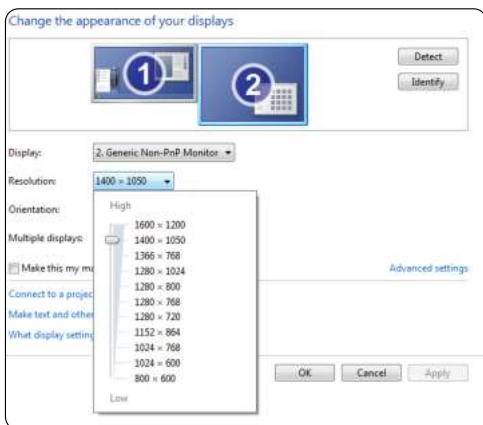 Change the appearance of your displays
1
2
Detect
Identify
Display:
2. Generic Non-PnP Monitor
Resolution:
1400 × 1050
Orientation:
High
1600 × 1200
Multiple displays:
1400 × 1050
1366 × 768
Make this my ma
1280 × 1024
Advanced settings
1280 × 800
Connect to a projec
1280 × 768
Make text and other
1280 × 720
What display setting
1152 × 864
1024 × 768
1024 × 600
800 × 600
Low
OK
Cancel
Apply